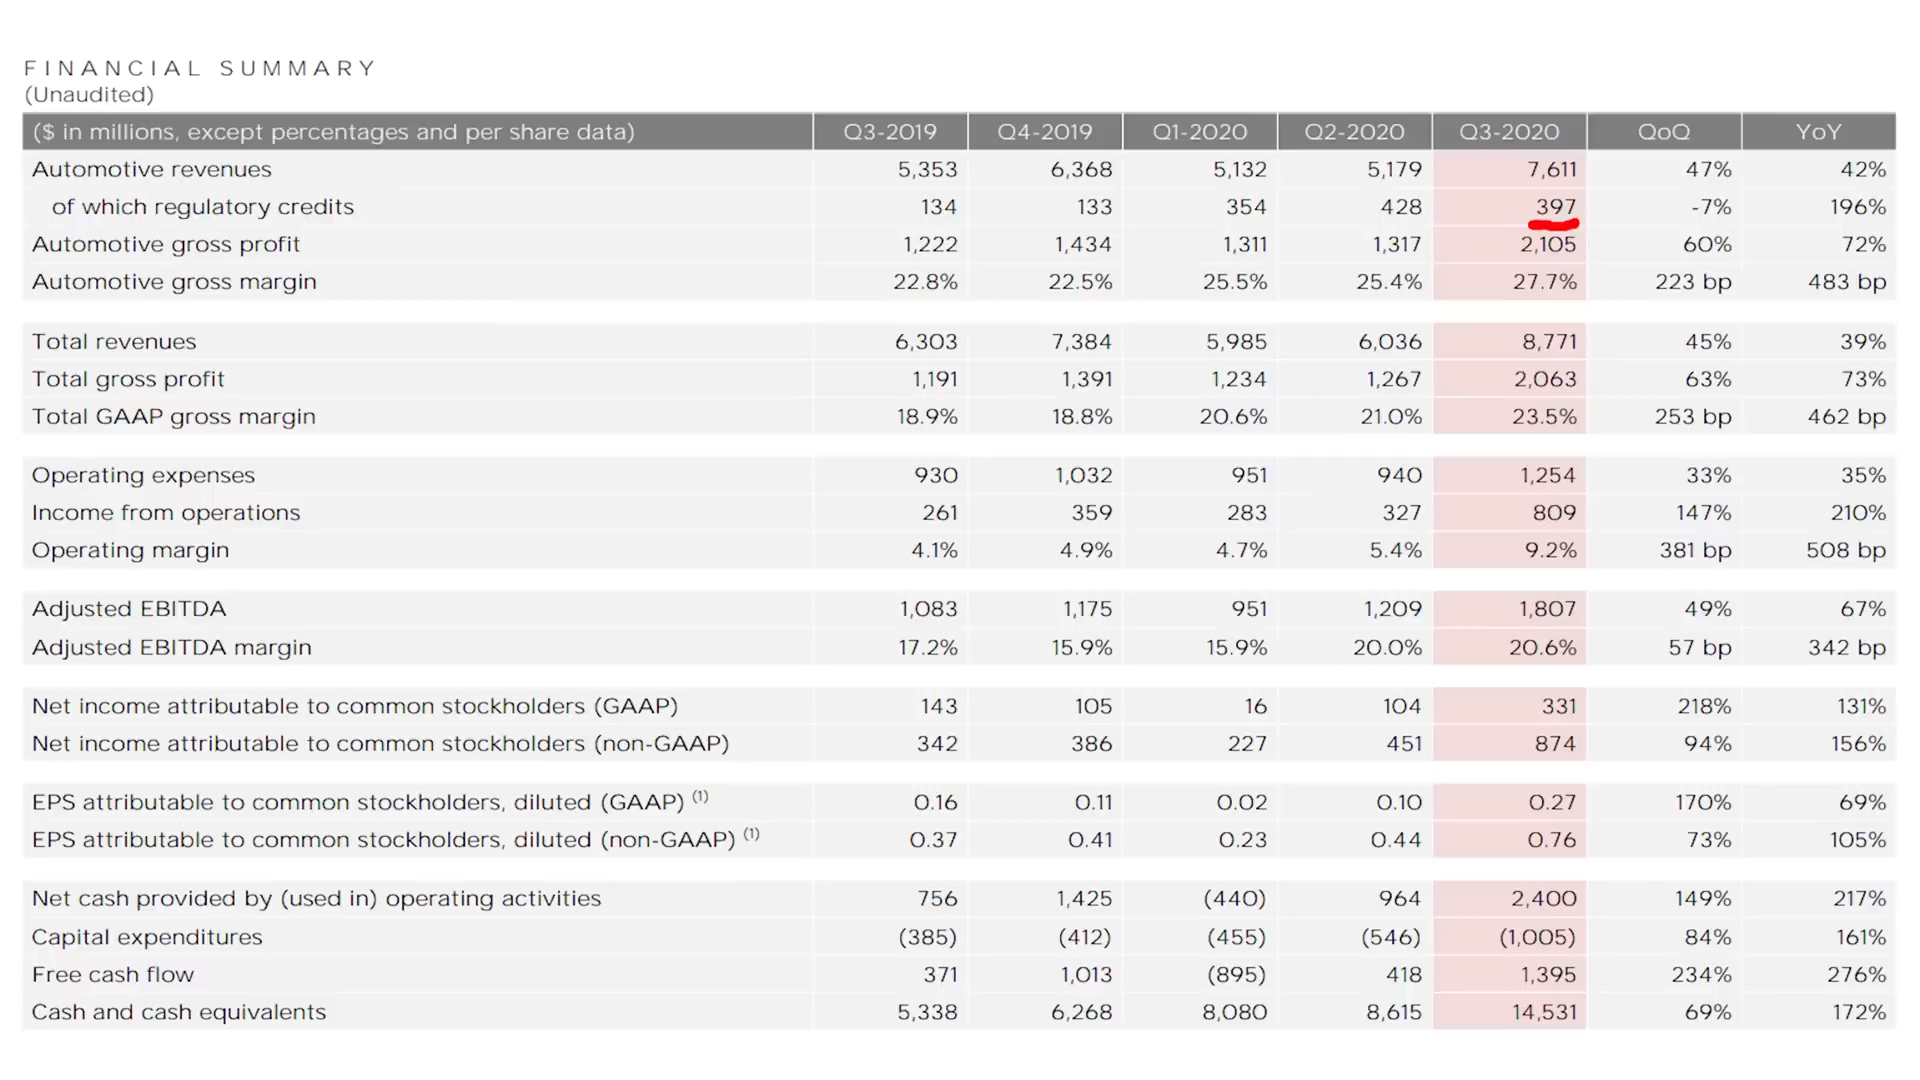 FINANCIAL SUMMARY
(Unaudited)
($ in millions, except percentages and per share data) Q3-2019 Q4-2019 Q1-2020 Q2-2020 Q3-2020 QoQ YoY
Automotive revenues 5,353 6,368 5,132 5,179 7,611 47% 42%
of which regulatory credits 134 133 354 428 397 -7% 196%
Automotive gross profit 1,222 1,434 1,311 1,317 2,105 60% 72%
Automotive gross margin 22.8% 22.5% 25.5% 25.4% 27.7% 223 bp 483 bp
Total revenues 6,303 7,384 5,985 6,036 8,771 45% 39%
Total gross profit 1,191 1,391 1,234 1,267 2,063 63% 73%
Total GAAP gross margin 18.9% 18.8% 20.6% 21.0% 23.5% 253 bp 462 bp
Operating expenses 930 1,032 951 940 1,254 33% 35%
Income from operations 261 359 283 327 809 147% 210%
Operating margin 4.1% 4.9% 4.7% 5.4% 9.2% 381 bp 508 bp
Adjusted EBITDA 1,083 1,175 951 1,209 1,807 49% 67%
Adjusted EBITDA margin 17.2% 15.9% 15.9% 20.0% 20.6% 57 bp 342 bp
Net income attributable to common stockholders (GAAP) 143 105 16 104 331 218% 131%
Net income attributable to common stockholders (non-GAAP) 342 386 227 451 874 94% 156%
EPS attributable to common stockholders, diluted (GAAP) (1) 0.16 0.11 0.02 0.10 0.27 170% 69%
EPS attributable to common stockholders, diluted (non-GAAP) (1) 0.37 0.41 0.23 0.44 0.76 73% 105%
Net cash provided by (used in) operating activities 756 1,425 (440) 964 2,400 149% 217%
Capital expenditures (385) (412) (455) (546) (1,005) 84% 161%
Free cash flow 371 1,013 (895) 418 1,395 234% 276%
Cash and cash equivalents 5,338 6,268 8,080 8,615 14,531 69% 172%